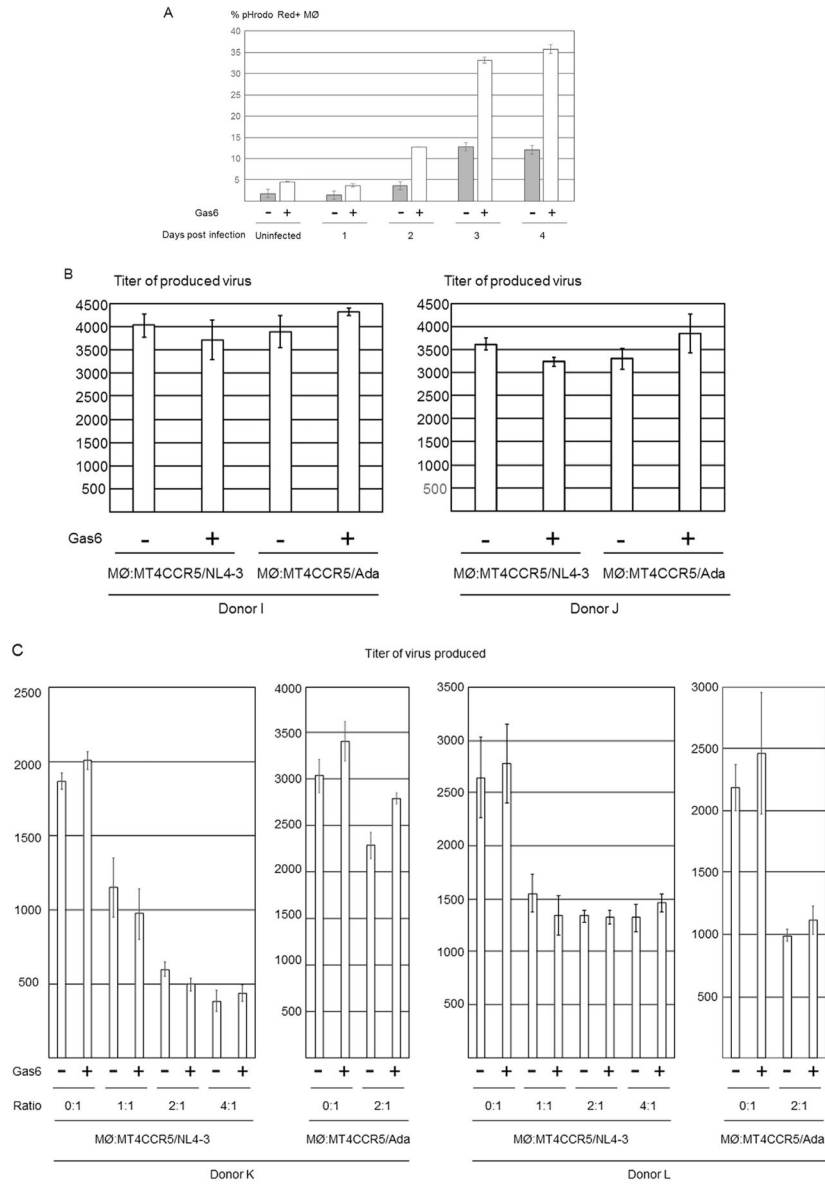 A
% pHrodo Red+ MØ
40
35
30
25
20
15
10
5
Gas6 - + - + - + - + - +
Days post infection Uninfected 1 2 3 4
B
Titer of produced virus Titer of produced virus
4500 4500
4000 4000
3500 3500
3000 3000
2500 2500
2000 2000
1500 1500
1000 1000
500 500
Gas6 - + - + - + - +
MØ:MT4CCR5/NL4-3 MØ:MT4CCR5/Ada MØ:MT4CCR5/NL4-3 MØ:MT4CCR5/Ada
Donor I Donor J
C
Titer of virus produced
2500
2000
1500
1000
500
4000
3500
3000
2500
2000
1500
1000
500
3500
3000
2500
2000
1500
1000
500
3000
2500
2000
1500
1000
500
Gas6 - + - + - + - + - + - + - + - + - + - + - + - +
Ratio 0:1 1:1 2:1 4:1 0:1 2:1 0:1 1:1 2:1 4:1 0:1 2:1
MØ:MT4CCR5/NL4-3 MØ:MT4CCR5/Ada MØ:MT4CCR5/NL4-3 MØ:MT4CCR5/Ada
Donor K Donor L